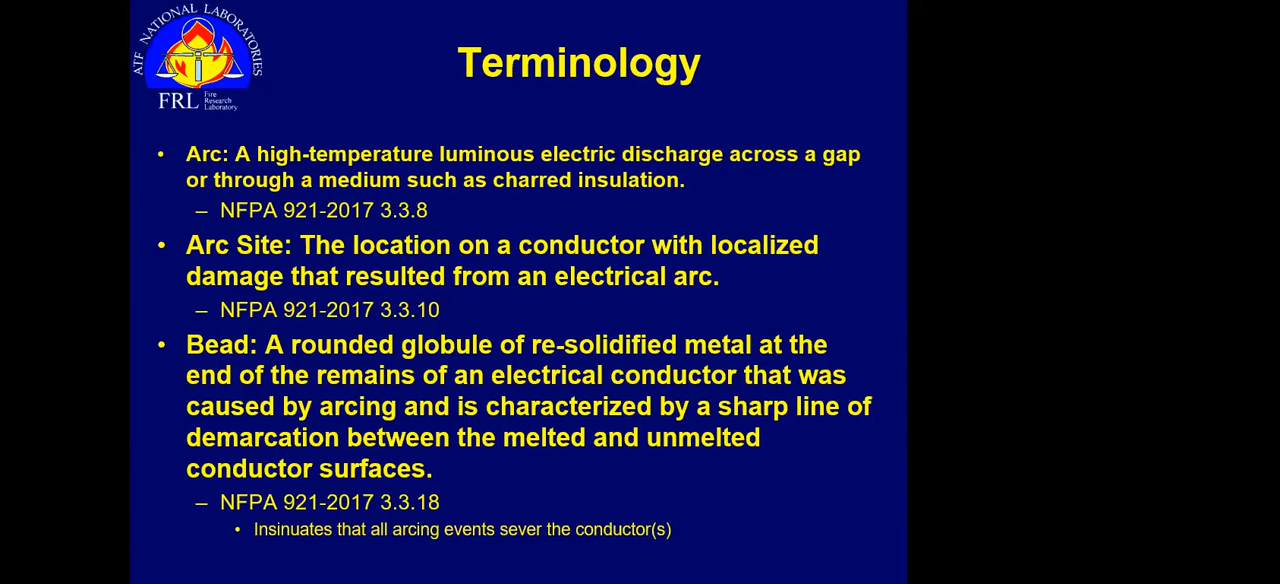 ATF NATIONAL LABORATORIES
FRL Fire
Research
Laboratory
Terminology
• Arc: A high-temperature luminous electric discharge across a gap
or through a medium such as charred insulation.
– NFPA 921-2017 3.3.8
• Arc Site: The location on a conductor with localized
damage that resulted from an electrical arc.
– NFPA 921-2017 3.3.10
• Bead: A rounded globule of re-solidified metal at the
end of the remains of an electrical conductor that was
caused by arcing and is characterized by a sharp line of
demarcation between the melted and unmelted
conductor surfaces.
– NFPA 921-2017 3.3.18
• Insinuates that all arcing events sever the conductor(s)